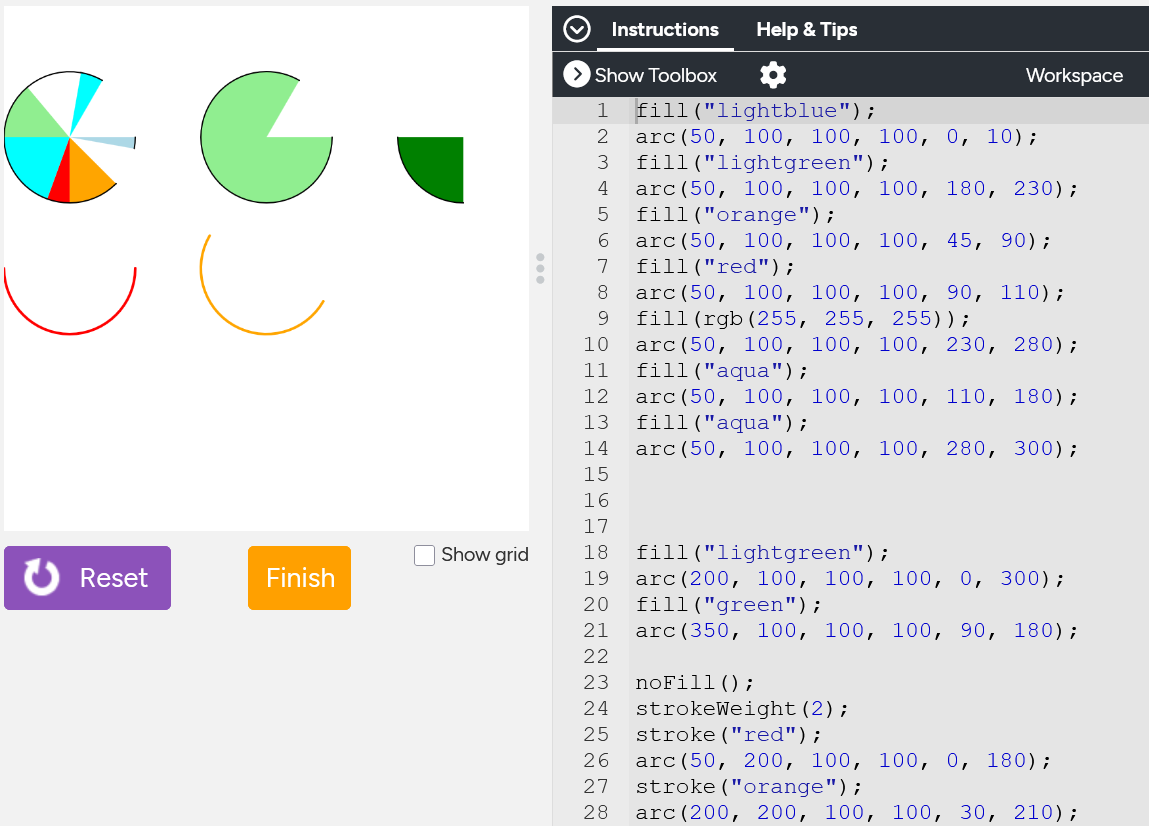 Instructions Help & Tips
Show Toolbox Workspace
1 fill("lightblue");
2 arc(50, 100, 100, 100, 0, 10);
3 fill("lightgreen");
4 arc(50, 100, 100, 100, 180, 230);
5 fill("orange");
6 arc(50, 100, 100, 100, 45, 90);
7 fill("red");
8 arc(50, 100, 100, 100, 90, 110);
9 fill(rgb(255, 255, 255));
10 arc(50, 100, 100, 100, 230, 280);
11 fill("aqua");
12 arc(50, 100, 100, 100, 110, 180);
13 fill("aqua");
14 arc(50, 100, 100, 100, 280, 300);
15
16
17
18 fill("lightgreen");
19 arc(200, 100, 100, 100, 0, 300);
20 fill("green");
21 arc(350, 100, 100, 100, 90, 180);
22
23 noFill();
24 strokeWeight(2);
25 stroke("red");
26 arc(50, 200, 100, 100, 0, 180);
27 stroke("orange");
28 arc(200, 200, 100, 100, 30, 210);
Reset Finish Show grid